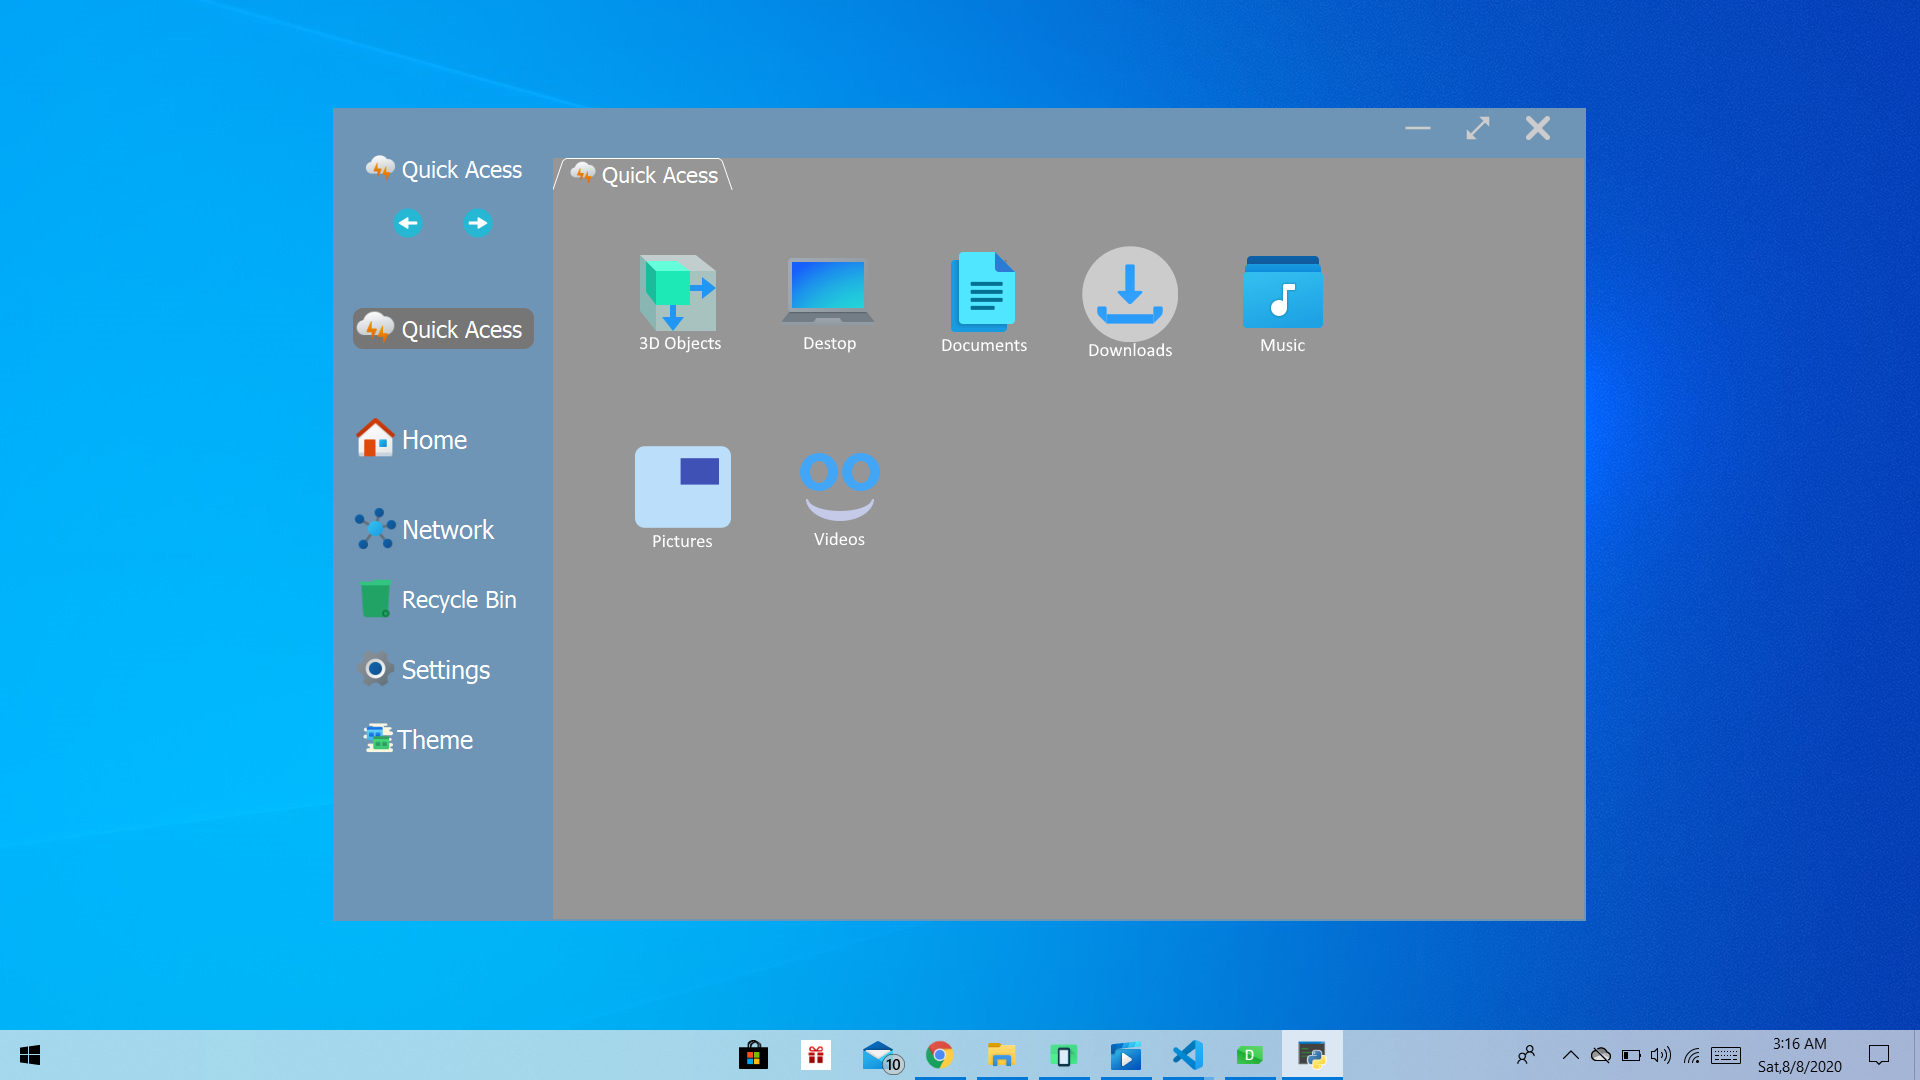 Quick Acess
Quick Acess
Quick Acess
Home
Network
Recycle Bin
Settings
Theme
3D Objects
Destop
Documents
Downloads
Music
Pictures
Videos
10
D
3:16 AM
Sat,8/8/2020